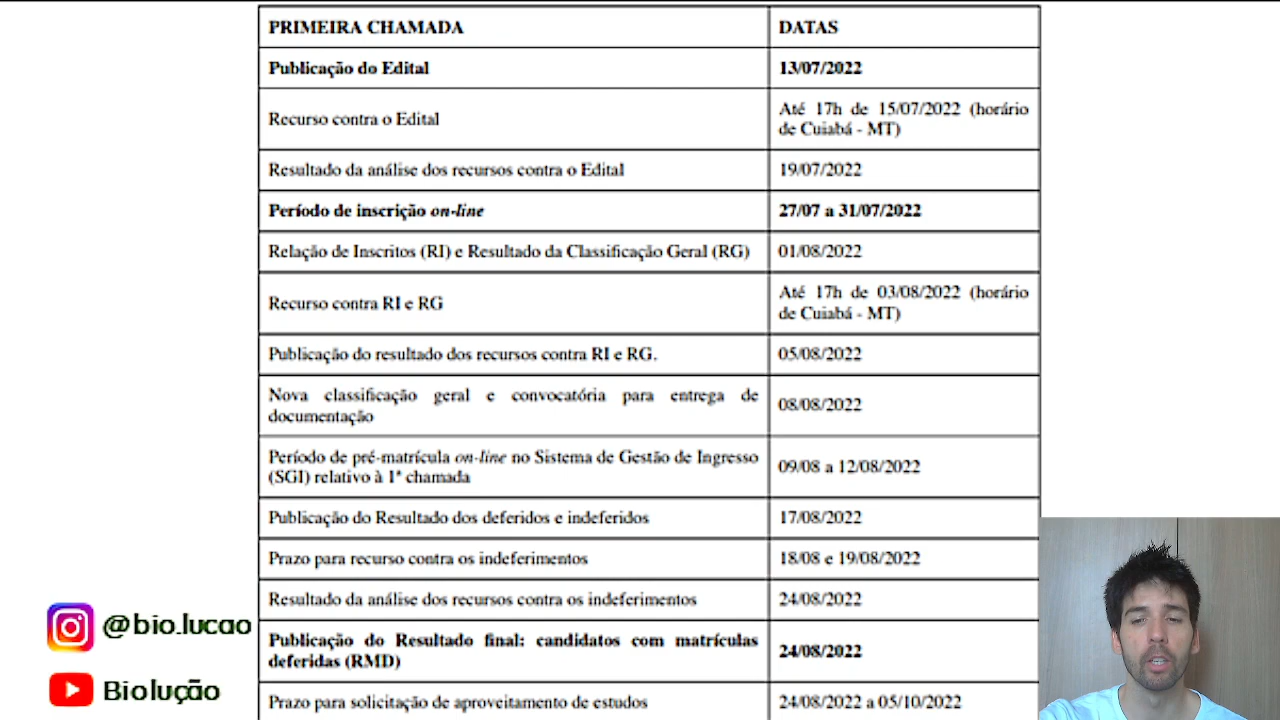 PRIMEIRA CHAMADA DATAS
Publicação do Edital 13/07/2022
Recurso contra o Edital Até 17h de 15/07/2022 (horário
de Cuiabá - MT)
Resultado da análise dos recursos contra o Edital 19/07/2022
Período de inscrição on-line 27/07 a 31/07/2022
Relação de Inscritos (RI) e Resultado da Classificação Geral (RG) 01/08/2022
Recurso contra RI e RG Até 17h de 03/08/2022 (horário
de Cuiabá - MT)
Publicação do resultado dos recursos contra RI e RG. 05/08/2022
Nova classificação geral e convocatória para entrega de
documentação 08/08/2022
Período de pré-matrícula on-line no Sistema de Gestão de Ingresso
(SGI) relativo à 1ª chamada 09/08 a 12/08/2022
Publicação do Resultado dos deferidos e indeferidos 17/08/2022
Prazo para recurso contra os indeferimentos 18/08 e 19/08/2022
Resultado da análise dos recursos contra os indeferimentos 24/08/2022
Publicação do Resultado final: candidatos com matrículas
deferidas (RMD) 24/08/2022
Prazo para solicitação de aproveitamento de estudos 24/08/2022 a 05/10/2022
@bio.lucao
Biolução